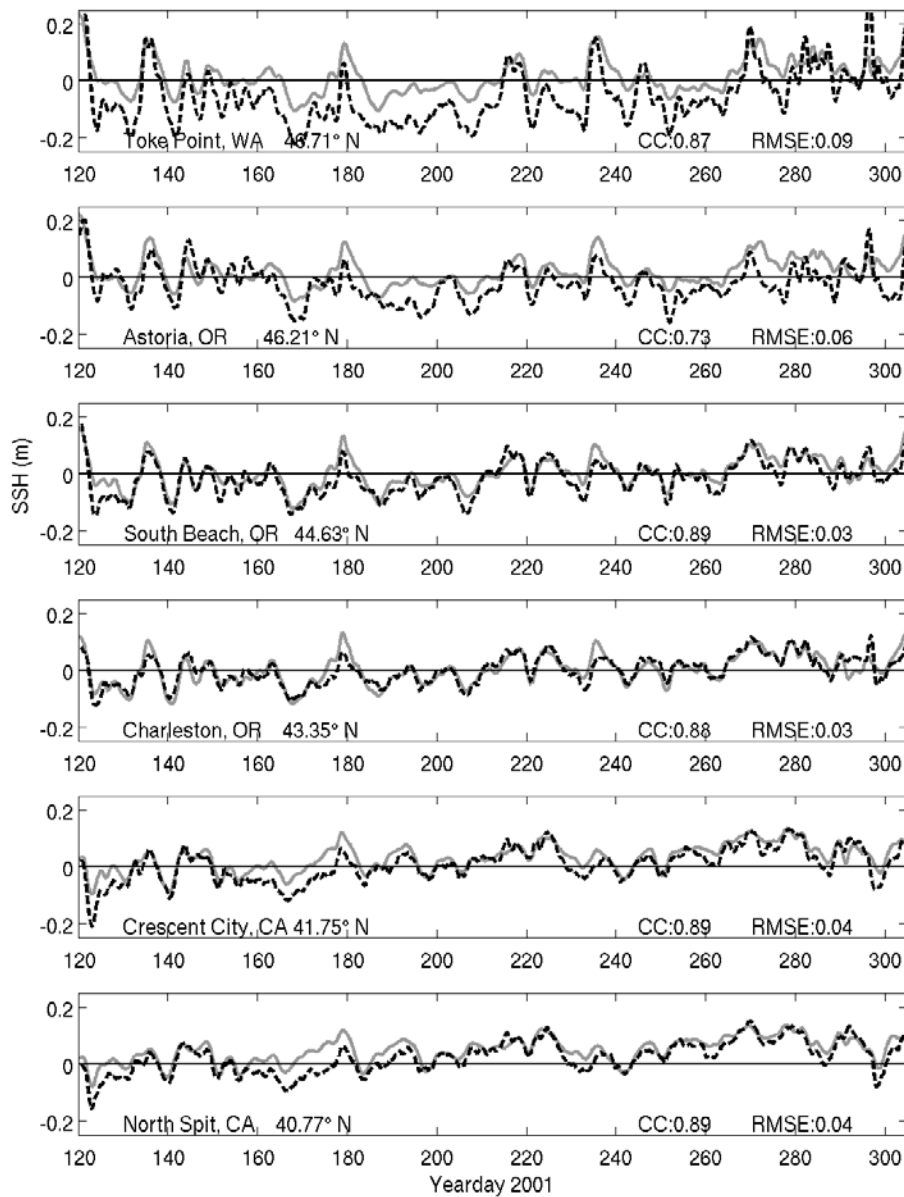 0.2
0
-0.2
Toke Point, WA 46.71° N CC:0.87 RMSE:0.09
120 140 160 180 200 220 240 260 280 300
0.2
0
-0.2
Astoria, OR 46.21° N CC:0.73 RMSE:0.06
120 140 160 180 200 220 240 260 280 300
0.2
0
-0.2
South Beach, OR 44.63° N CC:0.89 RMSE:0.03
120 140 160 180 200 220 240 260 280 300
SSH (m)
0.2
0
-0.2
Charleston, OR 43.35° N CC:0.88 RMSE:0.03
120 140 160 180 200 220 240 260 280 300
0.2
0
-0.2
Crescent City, CA 41.75° N CC:0.89 RMSE:0.04
120 140 160 180 200 220 240 260 280 300
0.2
0
-0.2
North Spit, CA 40.77° N CC:0.89 RMSE:0.04
120 140 160 180 200 220 240 260 280 300
Yearday 2001